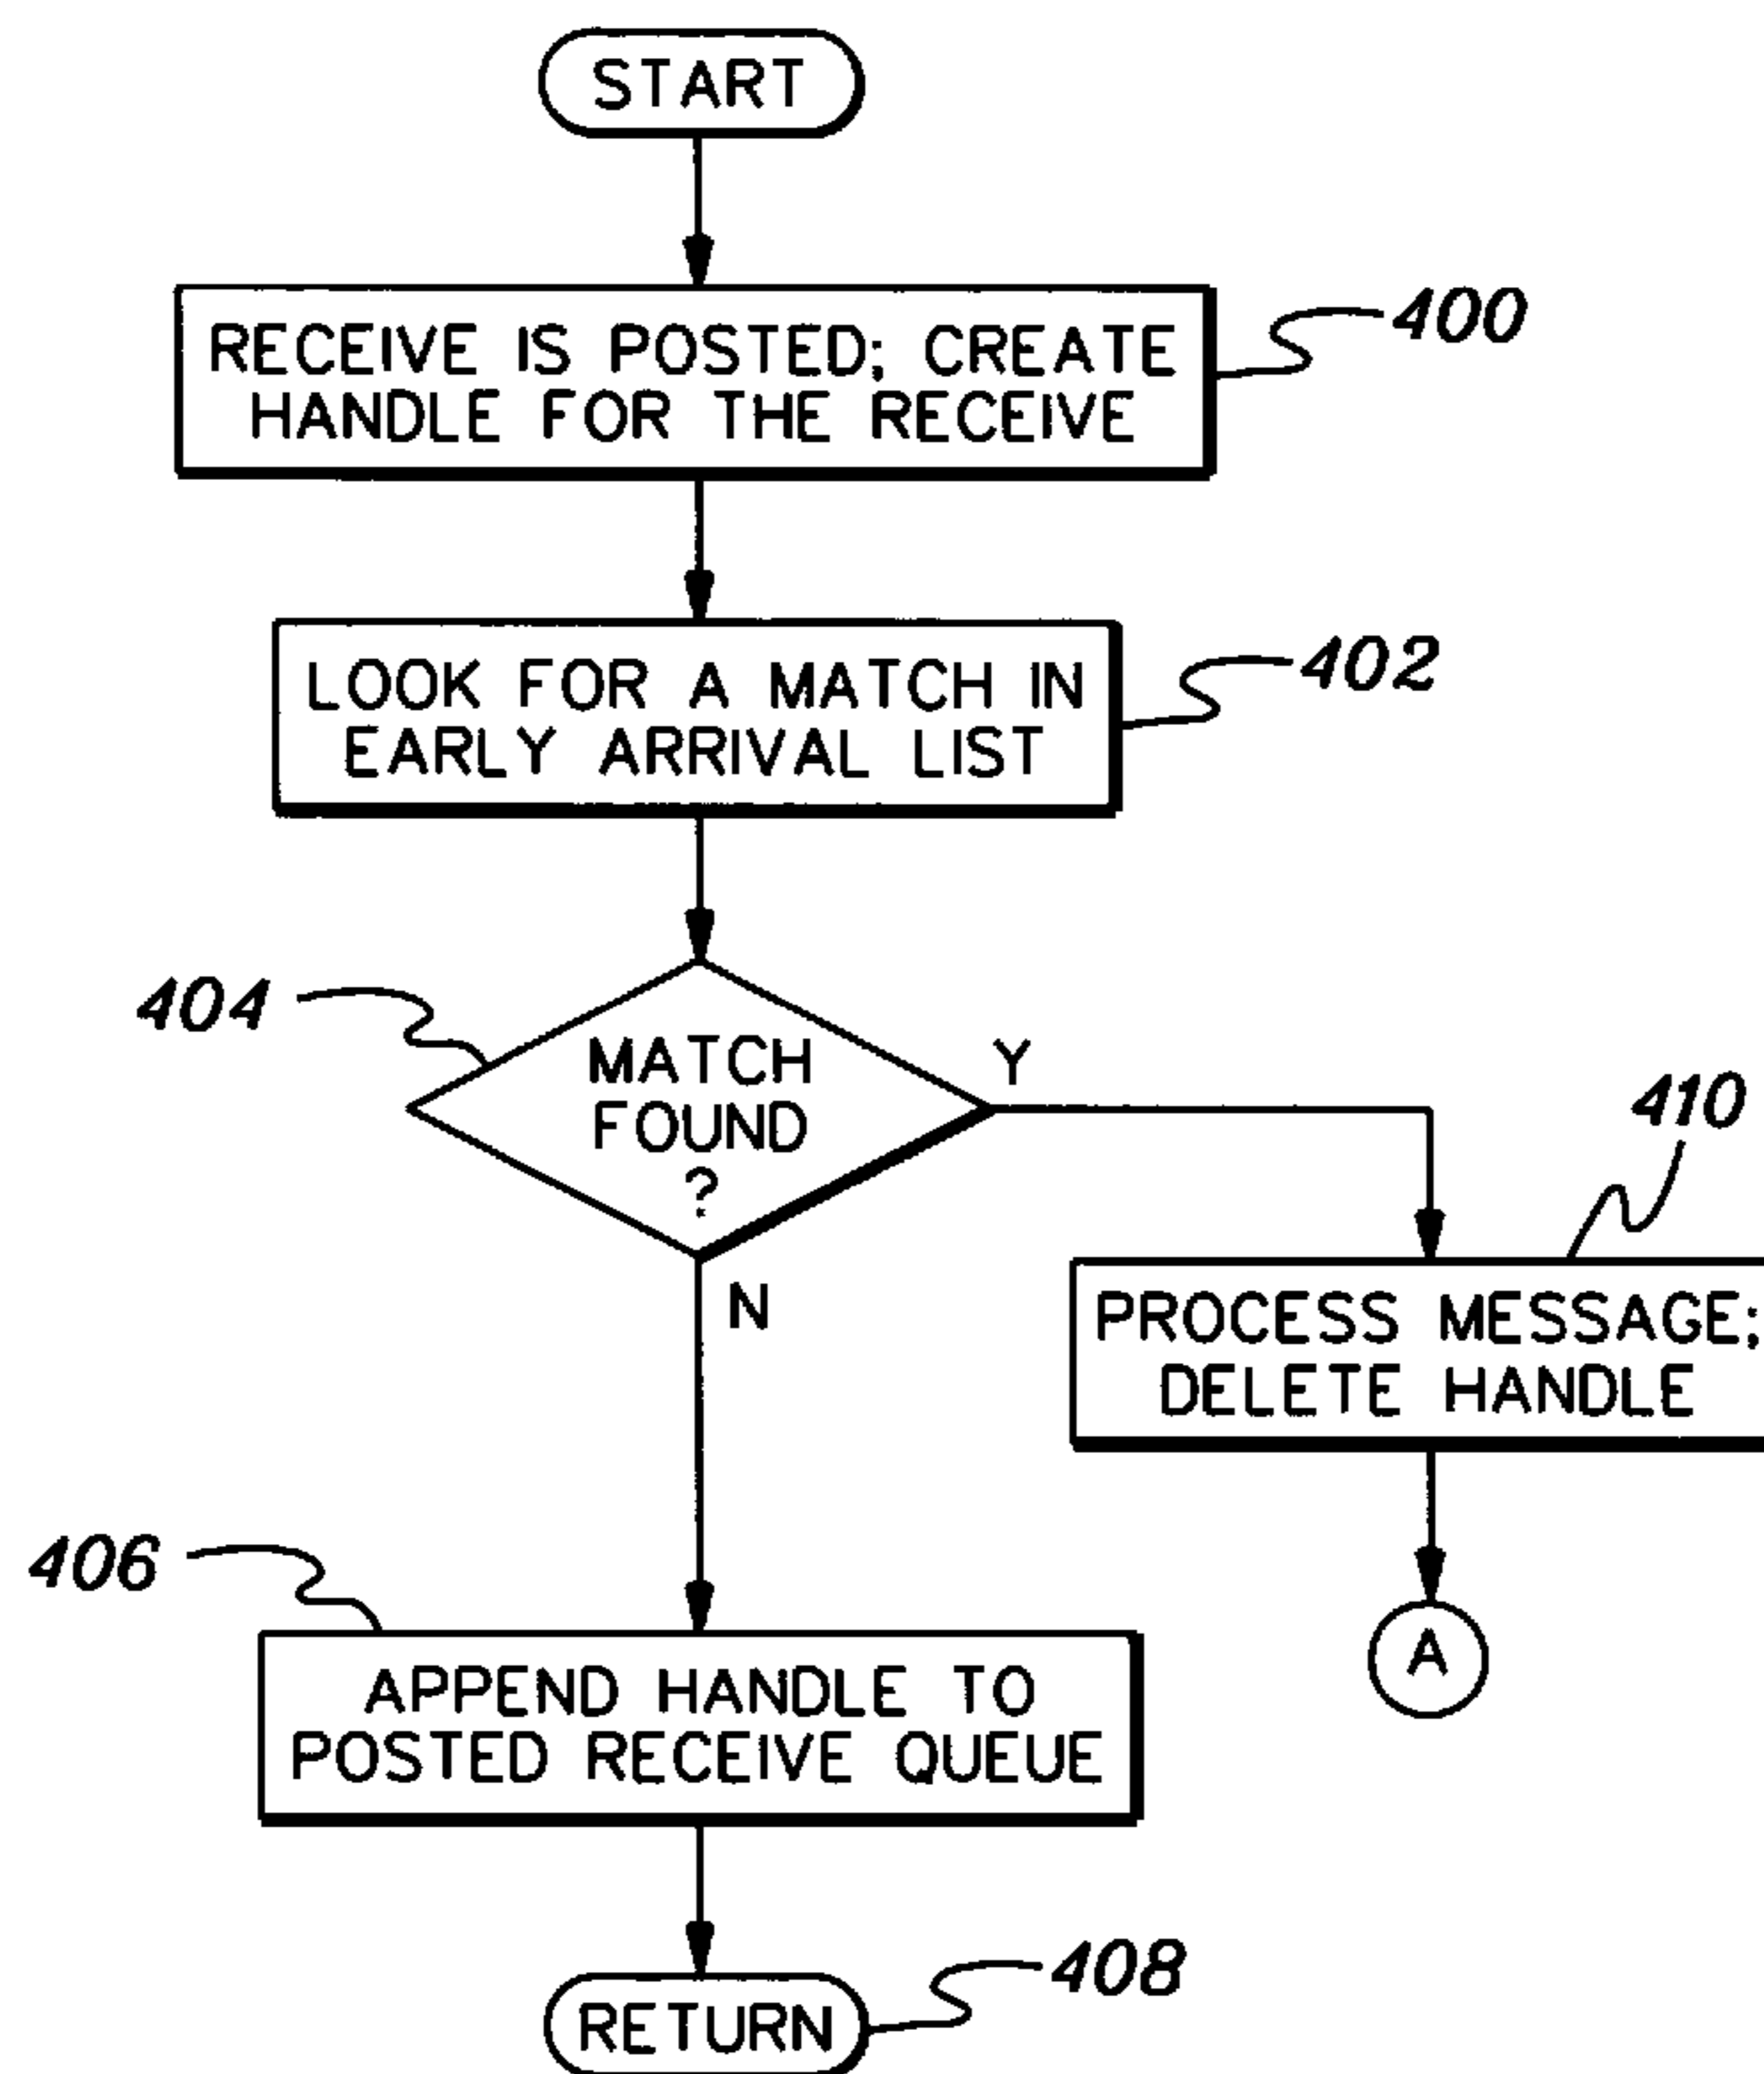 START
RECEIVE IS POSTED; CREATE
HANDLE FOR THE RECEIVE
400
LOOK FOR A MATCH IN
EARLY ARRIVAL LIST
402
404
MATCH
FOUND
?
Y
N
410
PROCESS MESSAGE;
DELETE HANDLE
A
406
APPEND HANDLE TO
POSTED RECEIVE QUEUE
RETURN
408